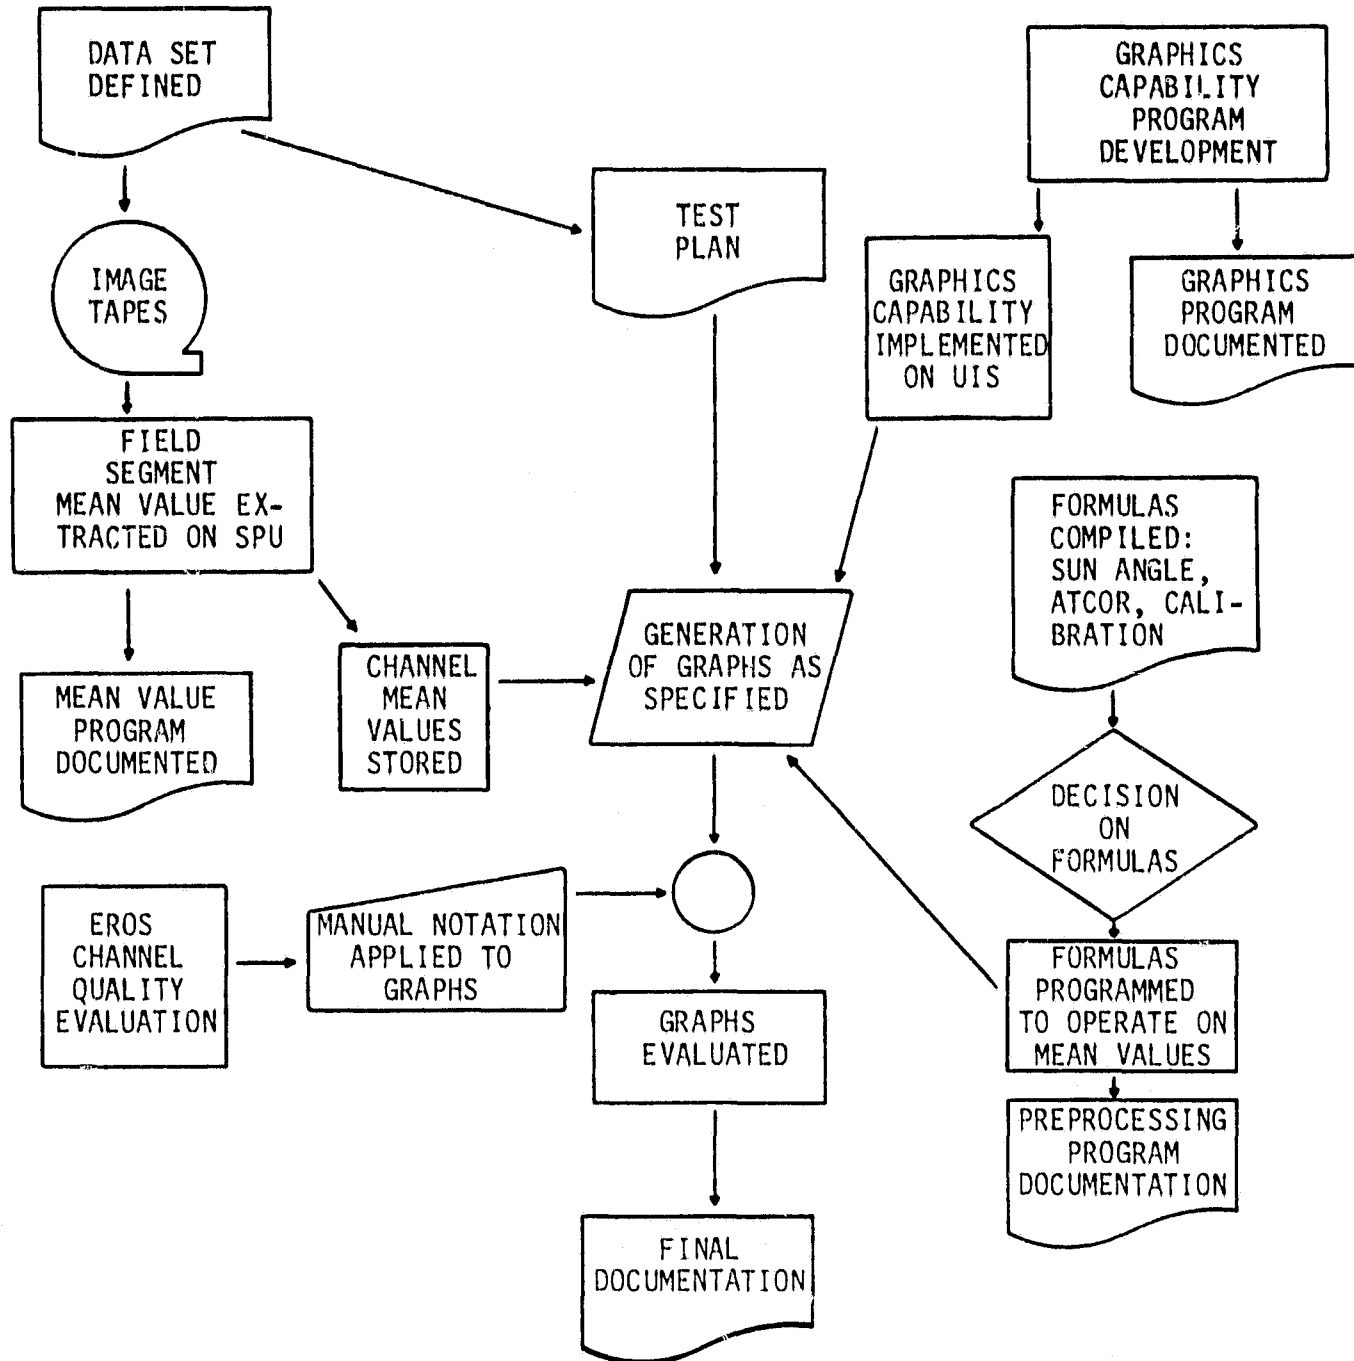 DATA SET
DEFINED
GRAPHICS
CAPABILITY
PROGRAM
DEVELOPMENT
TEST
PLAN
IMAGE
TAPES
GRAPHICS
CAPABILITY
IMPLEMENTED
ON UIS
GRAPHICS
PROGRAM
DOCUMENTED
FIELD
SEGMENT
MEAN VALUE EX-
TRACTED ON SPU
FORMULAS
COMPILED:
SUN ANGLE,
ATCOR, CALI-
BRATION
MEAN VALUE
PROGRAM
DOCUMENTED
CHANNEL
MEAN
VALUES
STORED
GENERATION
OF GRAPHS AS
SPECIFIED
DECISION
ON
FORMULAS
EROS
CHANNEL
QUALITY
EVALUATION
MANUAL NOTATION
APPLIED TO
GRAPHS
FORMULAS
PROGRAMMED
TO OPERATE ON
MEAN VALUES
GRAPHS
EVALUATED
PREPROCESSING
PROGRAM
DOCUMENTATION
FINAL
DOCUMENTATION